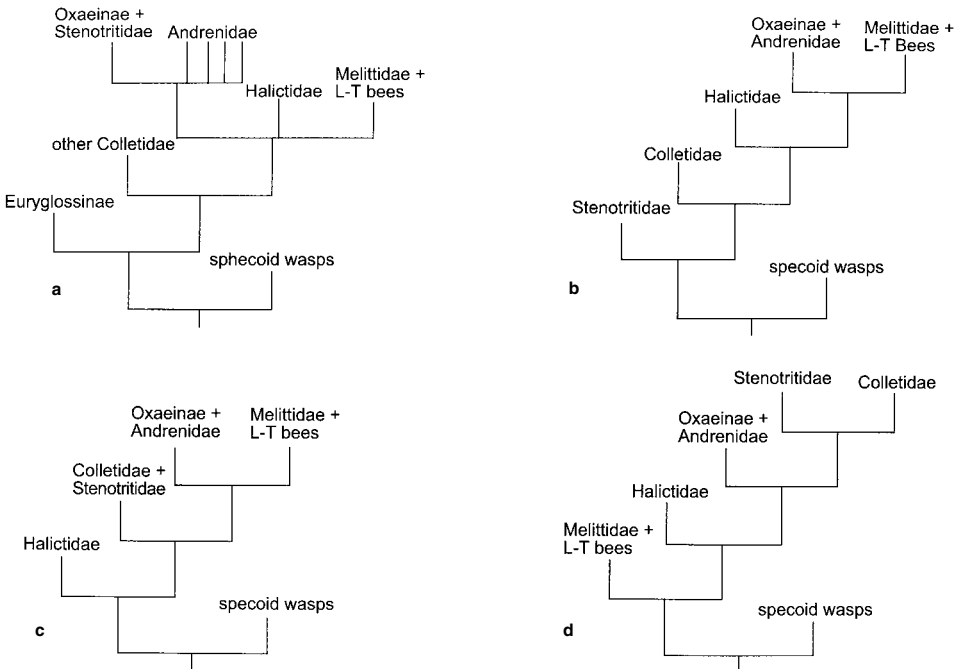 Oxaeinae +
Stenotritidae
Andrenidae
Halictidae
Melittidae +
L-T bees
other Colletidae
Euryglossinae
sphecoid wasps
a
Oxaeinae +
Andrenidae
Melittidae +
L-T Bees
Halictidae
Colletidae
Stenotritidae
specoid wasps
b
Oxaeinae +
Andrenidae
Melittidae +
L-T bees
Colletidae +
Stenotritidae
Halictidae
specoid wasps
c
Stenotritidae
Colletidae
Oxaeinae +
Andrenidae
Halictidae
Melittidae +
L-T bees
specoid wasps
d